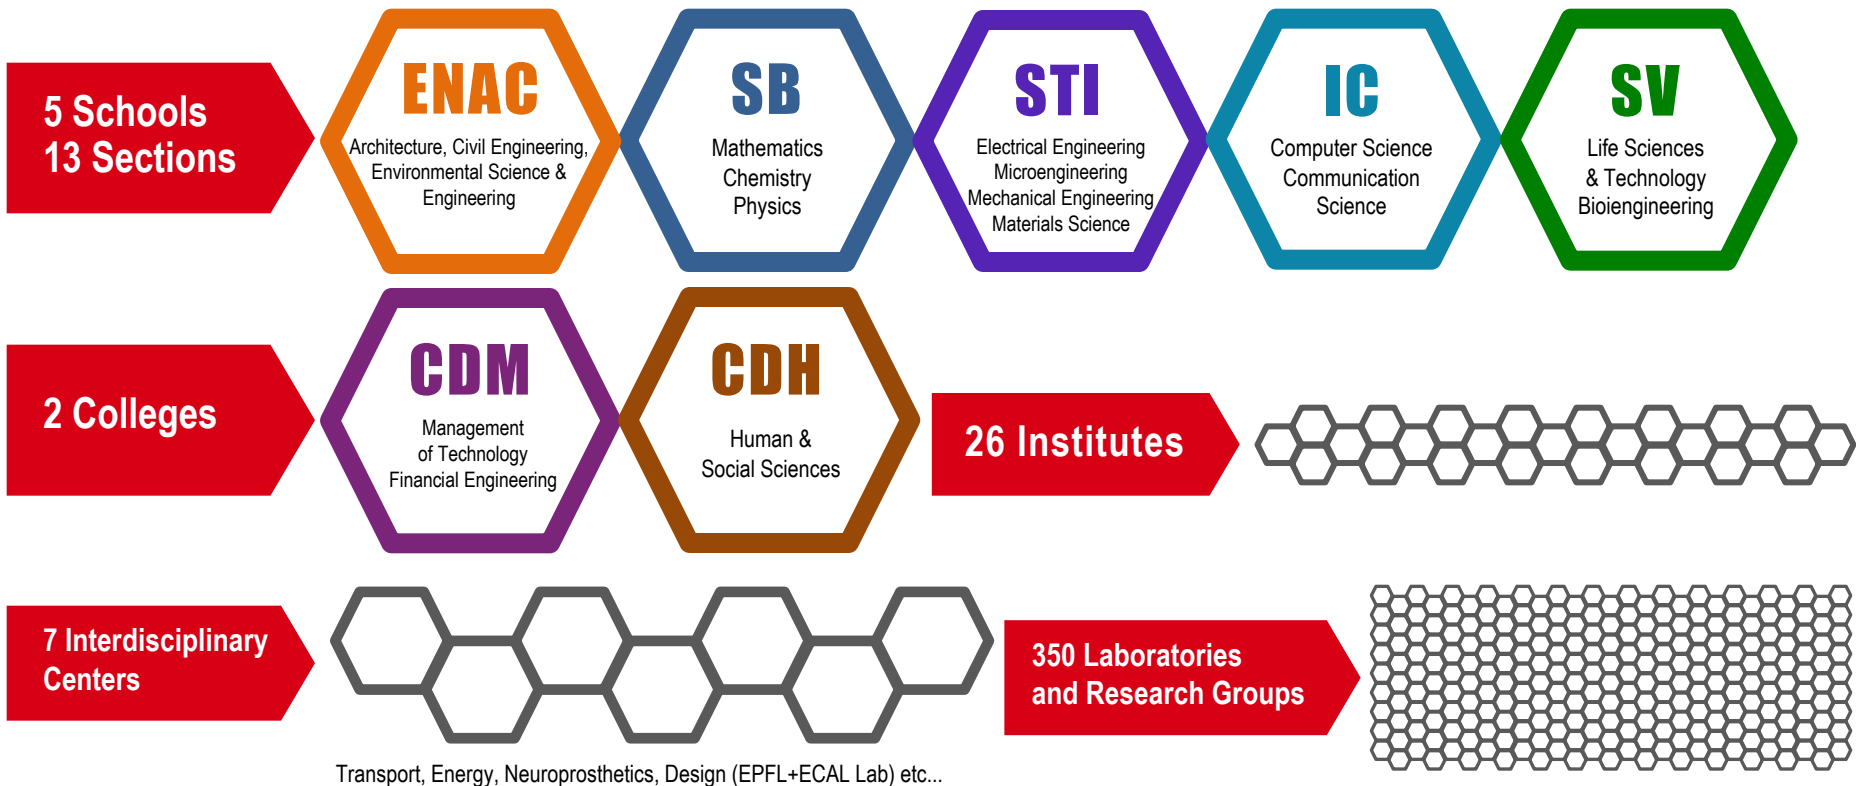 5 Schools
13 Sections
ENAC
Architecture, Civil Engineering,
Environmental Science &
Engineering
SB
Mathematics
Chemistry
Physics
STI
Electrical Engineering
Microengineering
Mechanical Engineering
Materials Science
IC
Computer Science
Communication
Science
SV
Life Sciences
& Technology
Bioiengineering
2 Colleges
CDM
Management
of Technology
Financial Engineering
CDH
Human &
Social Sciences
26 Institutes
7 Interdisciplinary
Centers
Transport, Energy, Neuroprosthetics, Design (EPFL+ECAL Lab) etc...
350 Laboratories
and Research Groups